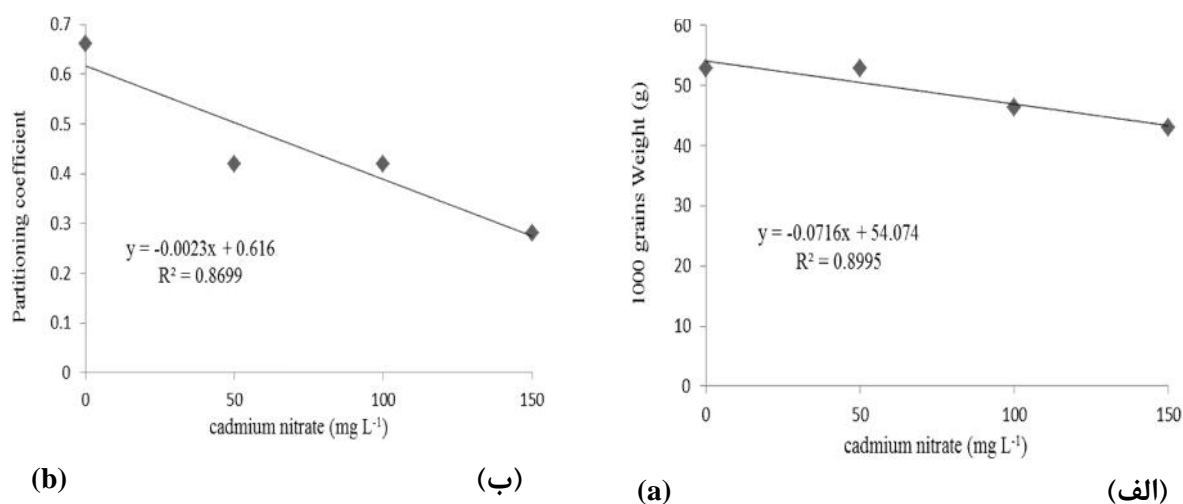 Partitioning coefficient
0.7
0.6
0.5
0.4
0.3
0.2
0.1
0
y = -0.0023x + 0.616
R² = 0.8699
0 50 100 150
cadmium nitrate (mg L⁻¹)
(b) (ب)
1000 grains Weight (g)
60
50
40
30
20
10
0
y = -0.0716x + 54.074
R² = 0.8995
0 50 100 150
cadmium nitrate (mg L⁻¹)
(a) (الف)